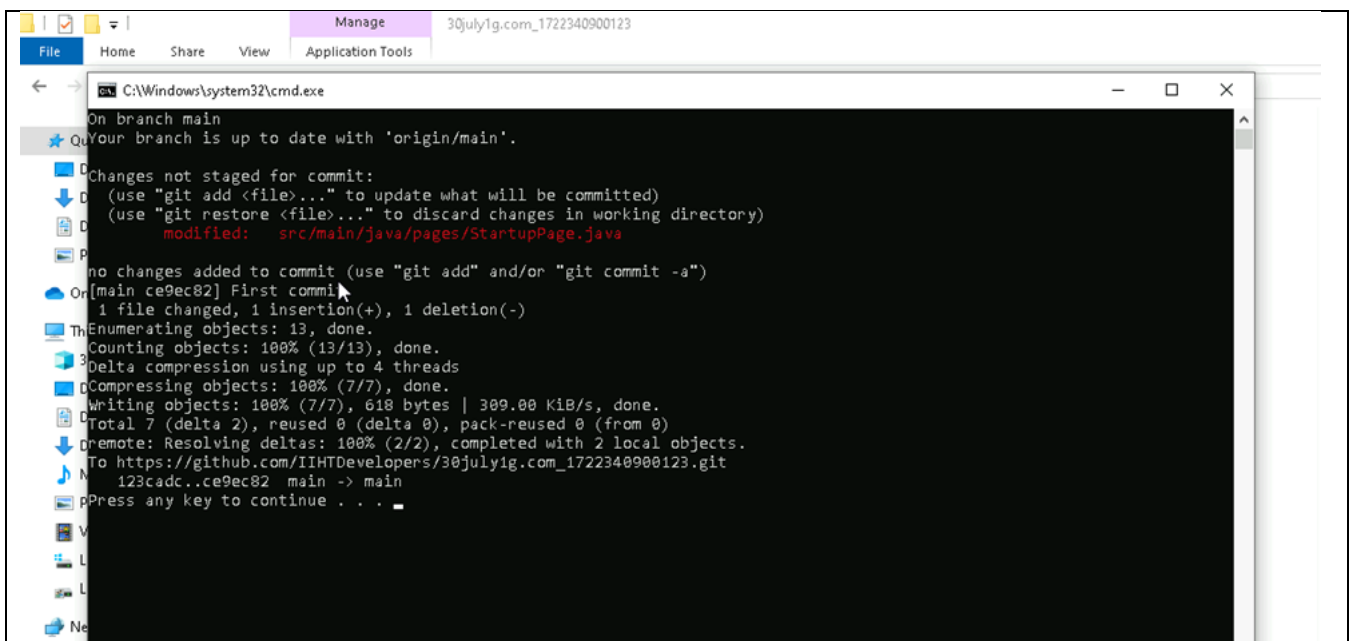 Manage
30july1g.com_1722340900123
File Home Share View Application Tools
C:\Windows\system32\cmd.exe
On branch main
Your branch is up to date with 'origin/main'.
Changes not staged for commit:
(use "git add <file>..." to update what will be committed)
(use "git restore <file>..." to discard changes in working directory)
modified: src/main/java/pages/StartupPage.java
no changes added to commit (use "git add" and/or "git commit -a")
[main ce9ec82] First commit
1 file changed, 1 insertion(+), 1 deletion(-)
Enumerating objects: 13, done.
Counting objects: 100% (13/13), done.
Delta compression using up to 4 threads
Compressing objects: 100% (7/7), done.
Writing objects: 100% (7/7), 618 bytes | 309.00 KiB/s, done.
Total 7 (delta 2), reused 0 (delta 0), pack-reused 0 (from 0)
remote: Resolving deltas: 100% (2/2), completed with 2 local objects.
To https://github.com/IIHTDevelopers/30july1g.com_1722340900123.git
123cadc..ce9ec82 main -> main
Press any key to continue . . .